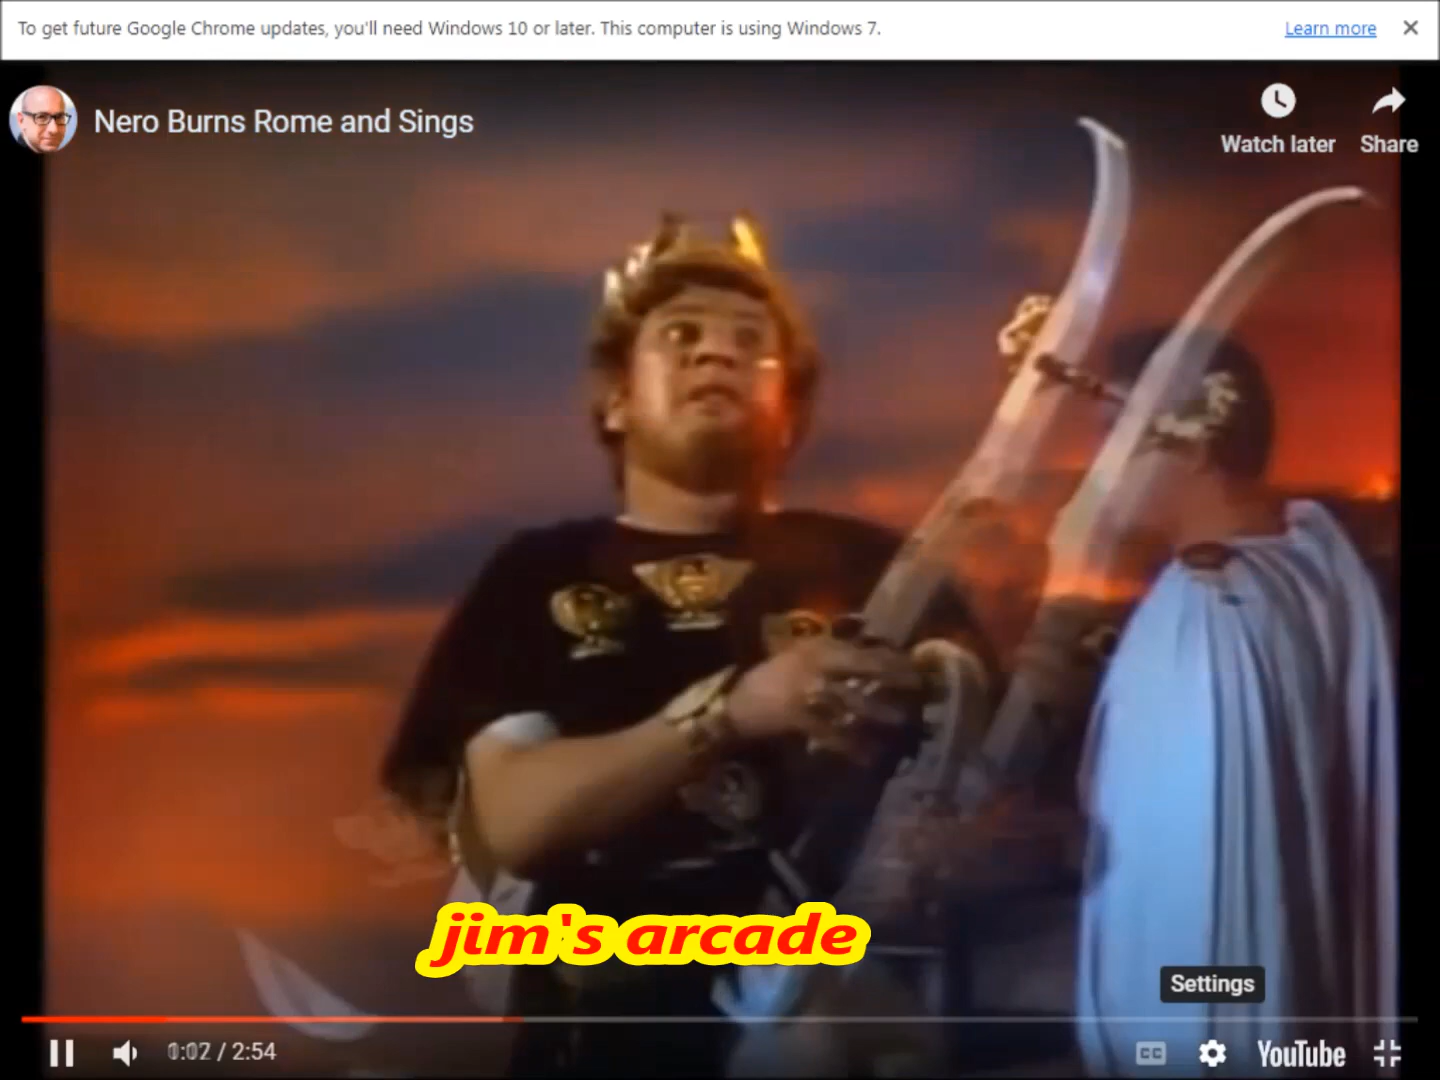 To get future Google Chrome updates, you'll need Windows 10 or later. This computer is using Windows 7.
Learn more
Nero Burns Rome and Sings
Watch later
Share
jim's arcade
Settings
0:02 / 2:54
CC
YouTube